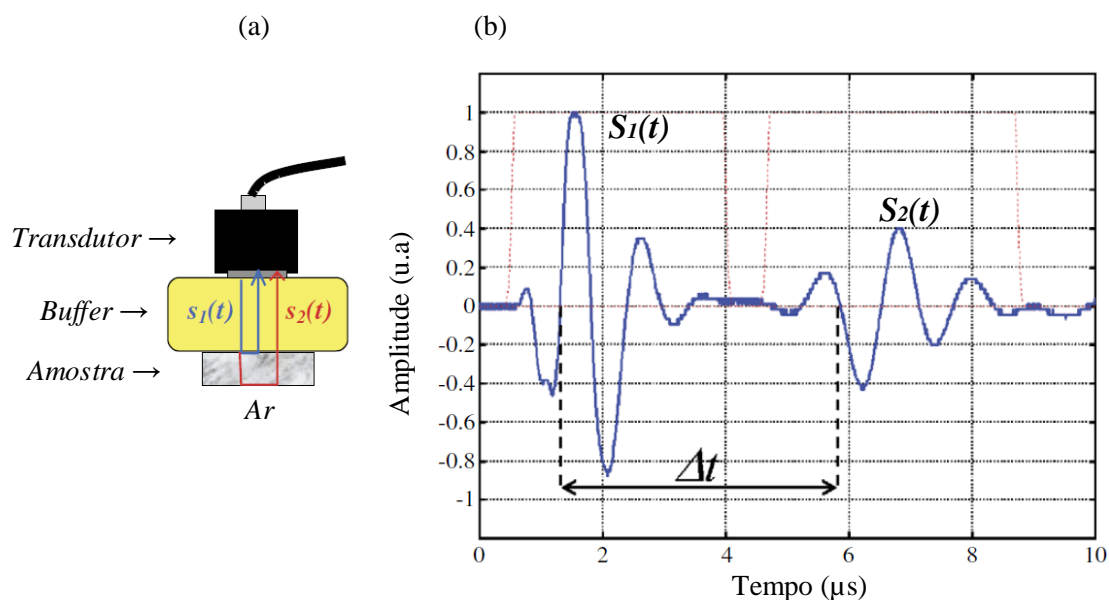 (a)
Transdutor →
Buffer →
Amostra →
s1(t)
s2(t)
Ar
(b)
Amplitude (u.a)
1
0.8
0.6
0.4
0.2
0
-0.2
-0.4
-0.6
-0.8
-1
S1(t)
S2(t)
Δt
0
2
4
6
8
10
Tempo (µs)